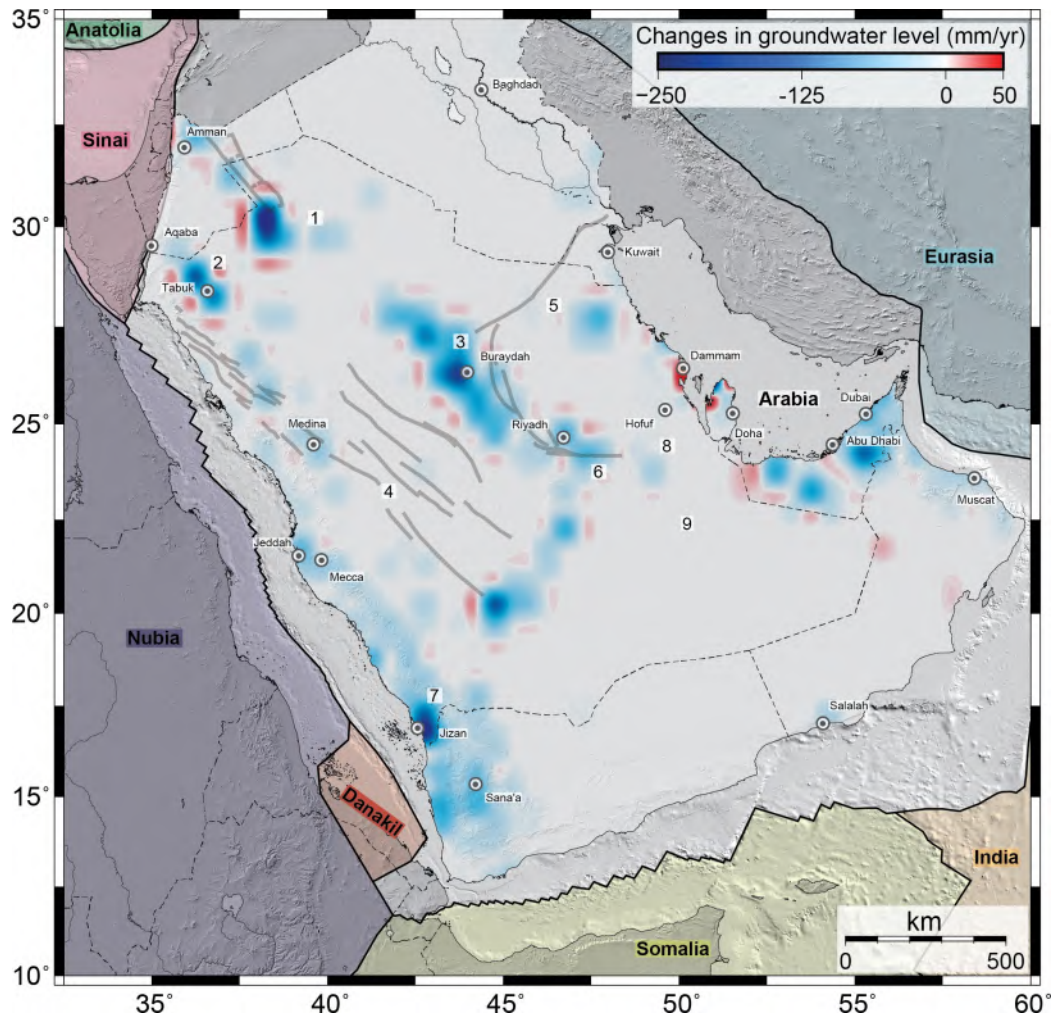 35°
30°
25°
20°
15°
10°
Anatolia
Changes in groundwater level (mm/yr)
−250
-125
0
50
Baghdad
Sinai
Amman
1
Aqaba
Kuwait
Eurasia
2
Tabuk
5
3
Buraydah
Dammam
Arabia
Dubai
Medina
Riyadh
Hofuf
Doha
Abu Dhabi
8
6
4
Muscat
9
Jeddah
Mecca
Nubia
7
Jizan
Salalah
Sana'a
Danakil
India
km
0
500
Somalia
35°
40°
45°
50°
55°
60°